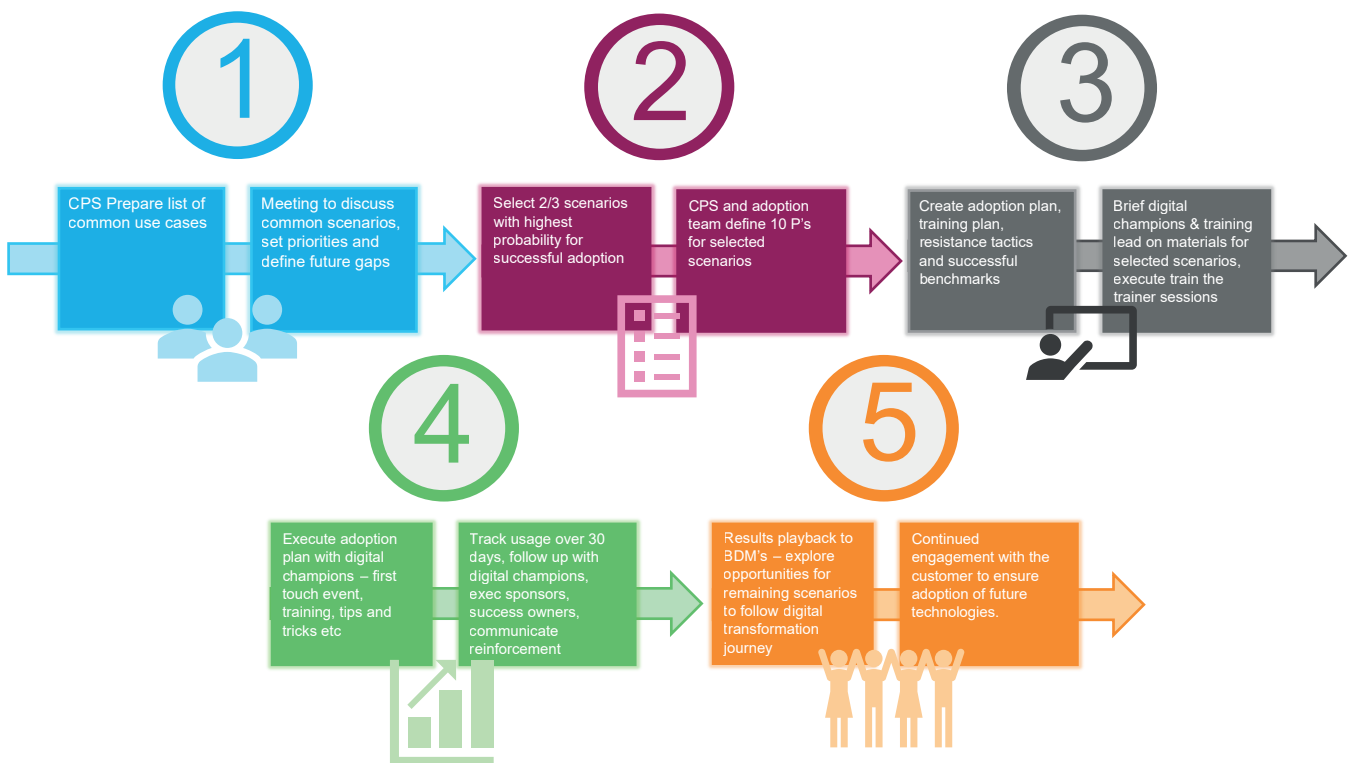 1
2
3
CPS Prepare list of
common use cases
Meeting to discuss
common scenarios,
set priorities and
define future gaps
Select 2/3 scenarios
with highest
probability for
successful adoption
CPS and adoption
team define 10 P's
for selected
scenarios
Create adoption plan,
training plan,
resistance tactics
and successful
benchmarks
Brief digital
champions & training
lead on materials for
selected scenarios,
execute train the
trainer sessions
4
5
Execute adoption
plan with digital
champions – first
touch event,
training, tips and
tricks etc
Track usage over 30
days, follow up with
digital champions,
exec sponsors,
success owners,
communicate
reinforcement
Results playback to
BDM's – explore
opportunities for
remaining scenarios
to follow digital
transformation
journey
Continued
engagement with the
customer to ensure
adoption of future
technologies.